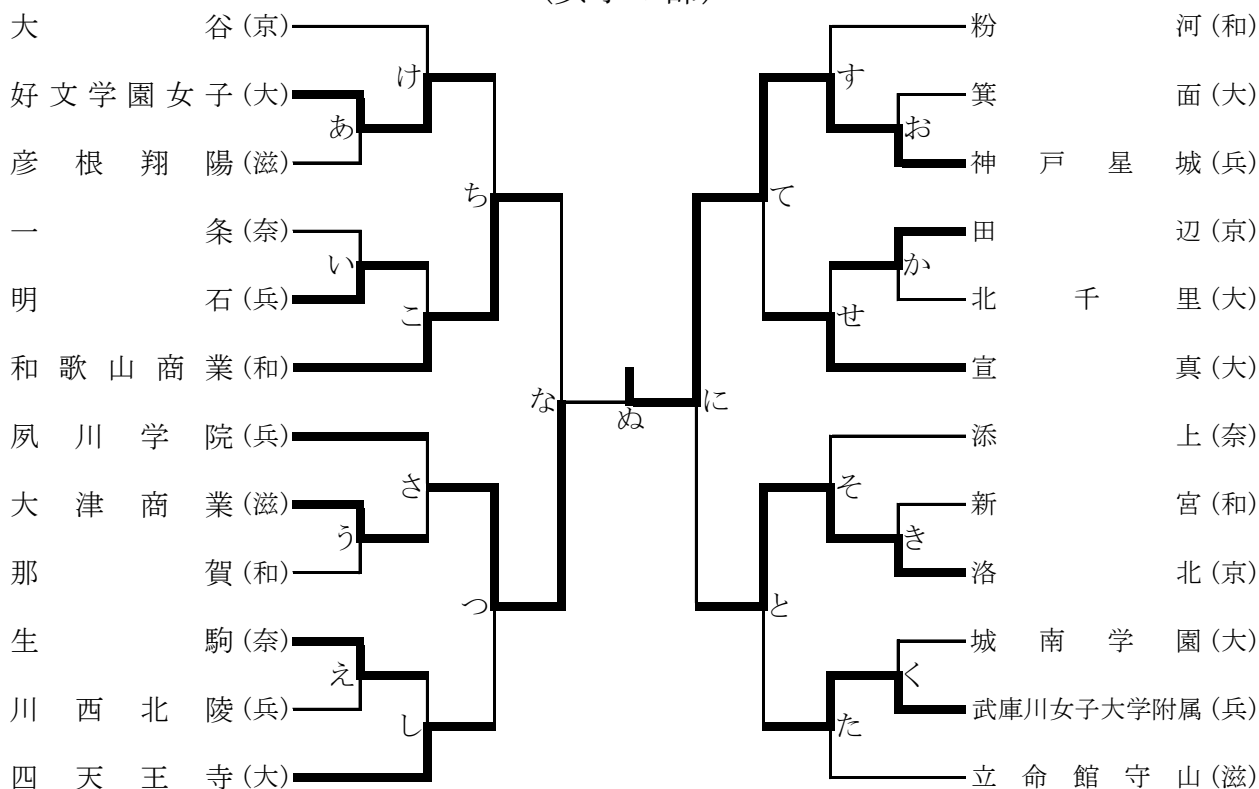 大谷(京)
好文学園女子(大)
彦根翔陽(滋)
一条(奈)
明石(兵)
和歌山商業(和)
夙川学院(兵)
大津商業(滋)
那賀(和)
生駒(奈)
川西北陵(兵)
四天王寺(大)
け
あ
ち
い
こ
な
さ
う
つ
え
し
ぬ
す
お
て
か
せ
に
そ
き
と
く
た
粉河(和)
箕面(大)
神戸星城(兵)
田辺(京)
北千里(大)
宣真(大)
添上(奈)
新宮(和)
洛北(京)
城南学園(大)
武庫川女子大学附属(兵)
立命館守山(滋)